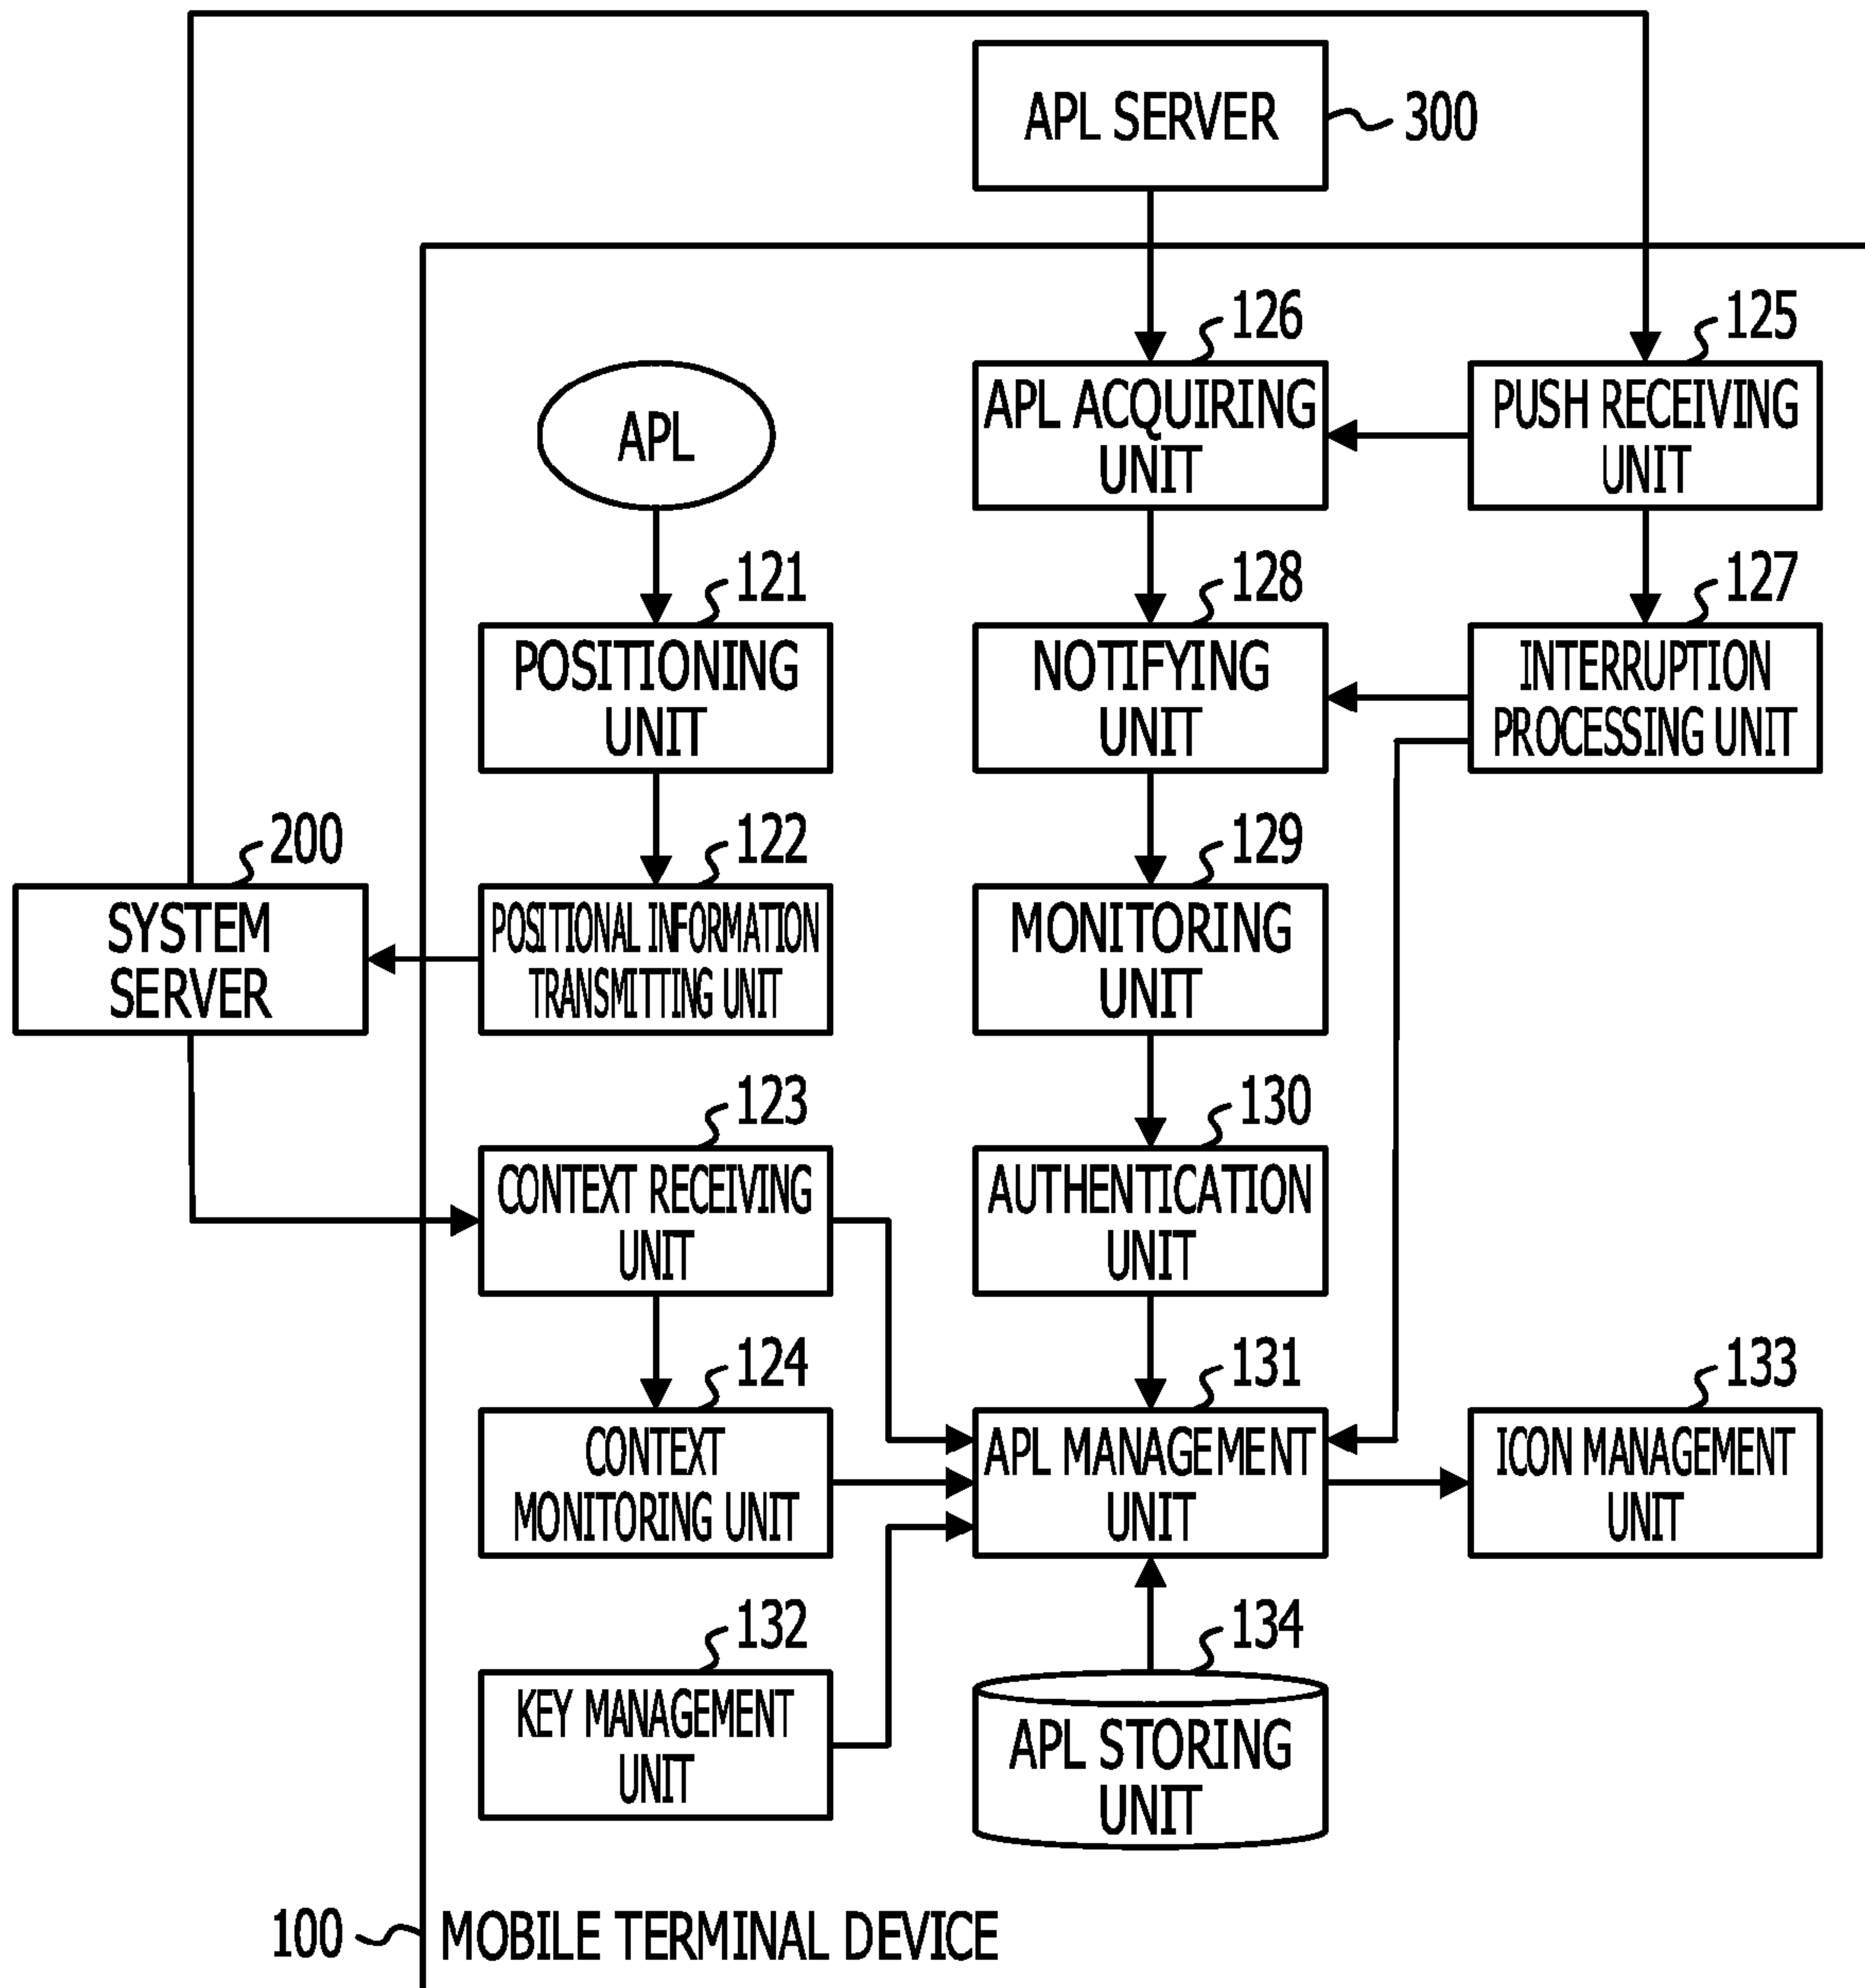 APL SERVER
300
126
125
APL
APL ACQUIRING
UNIT
PUSH RECEIVING
UNIT
121
128
127
POSITIONING
UNIT
NOTIFYING
UNIT
INTERRUPTION
PROCESSING UNIT
200
122
129
SYSTEM
SERVER
POSITIONAL INFORMATION
TRANSMITTING UNIT
MONITORING
UNIT
123
130
CONTEXT RECEIVING
UNIT
AUTHENTICATION
UNIT
124
131
133
CONTEXT
MONITORING UNIT
APL MANAGEMENT
UNIT
ICON MANAGEMENT
UNIT
132
134
KEY MANAGEMENT
UNIT
APL STORING
UNIT
100
MOBILE TERMINAL DEVICE